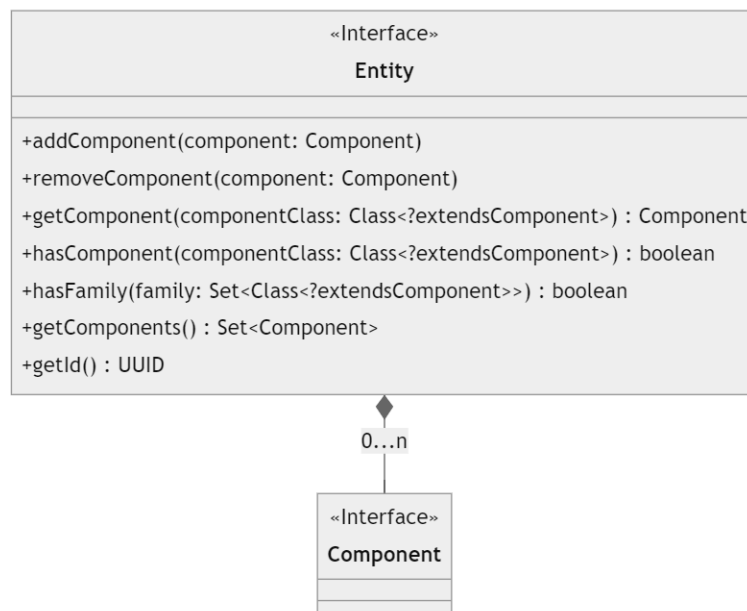 «Interface»
Entity
+addComponent(component: Component)
+removeComponent(component: Component)
+getComponent(componentClass: Class<?extendsComponent>) : Component
+hasComponent(componentClass: Class<?extendsComponent>) : boolean
+hasFamily(family: Set<Class<?extendsComponent>>) : boolean
+getComponents() : Set<Component>
+getId() : UUID
0...n
«Interface»
Component